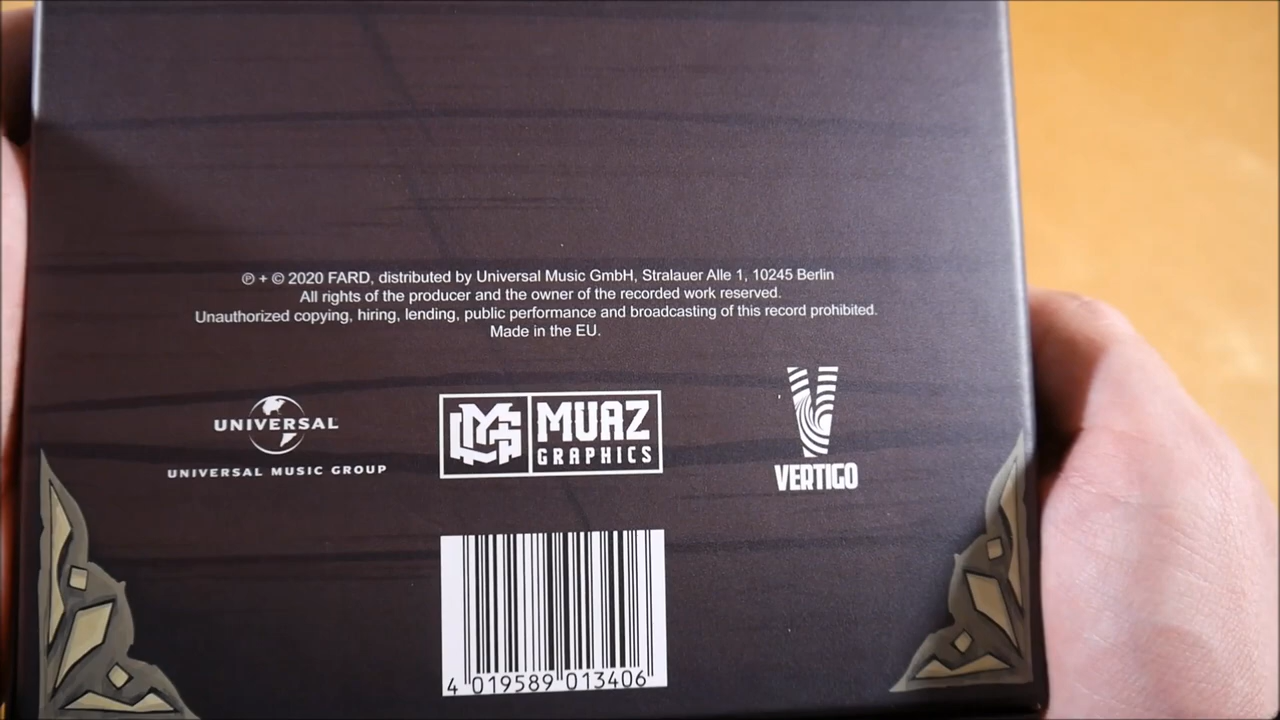 ℗ + © 2020 FARD, distributed by Universal Music GmbH, Stralauer Alle 1, 10245 Berlin
All rights of the producer and the owner of the recorded work reserved.
Unauthorized copying, hiring, lending, public performance and broadcasting of this record prohibited.
Made in the EU.
UNIVERSAL
UNIVERSAL MUSIC GROUP
MG
MUAZ
GRAPHICS
V
VERTIGO
4 019589 013406